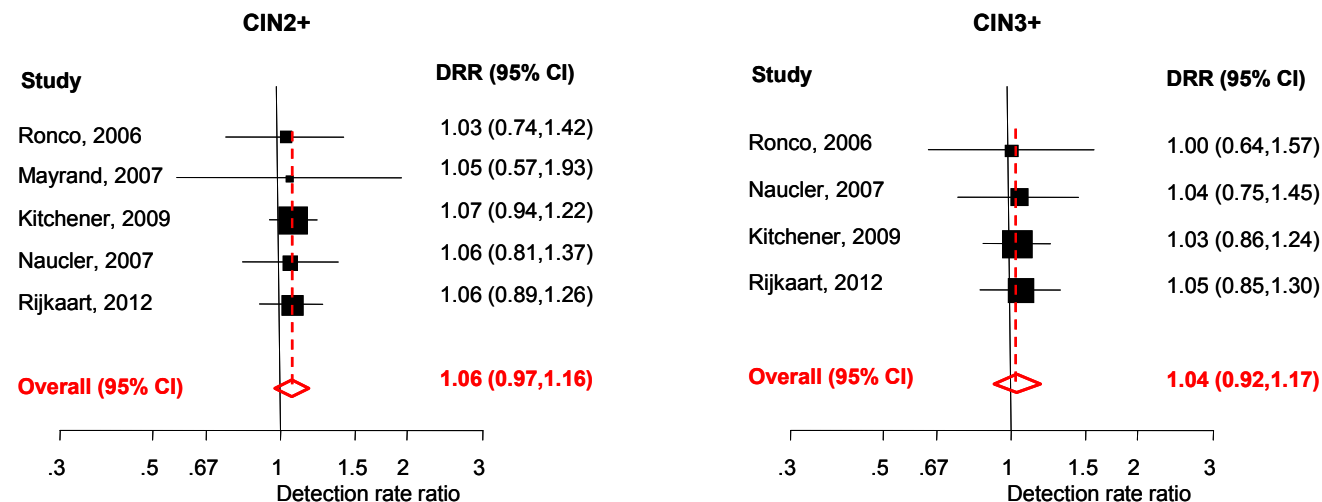 CIN2+
Study DRR (95% CI)
Ronco, 2006 1.03 (0.74,1.42)
Mayrand, 2007 1.05 (0.57,1.93)
Kitchener, 2009 1.07 (0.94,1.22)
Naucler, 2007 1.06 (0.81,1.37)
Rijkaart, 2012 1.06 (0.89,1.26)
Overall (95% CI) 1.06 (0.97,1.16)
.3 .5 .67 1 1.5 2 3
Detection rate ratio
CIN3+
Study DRR (95% CI)
Ronco, 2006 1.00 (0.64,1.57)
Naucler, 2007 1.04 (0.75,1.45)
Kitchener, 2009 1.03 (0.86,1.24)
Rijkaart, 2012 1.05 (0.85,1.30)
Overall (95% CI) 1.04 (0.92,1.17)
.3 .5 .67 1 1.5 2 3
Detection rate ratio